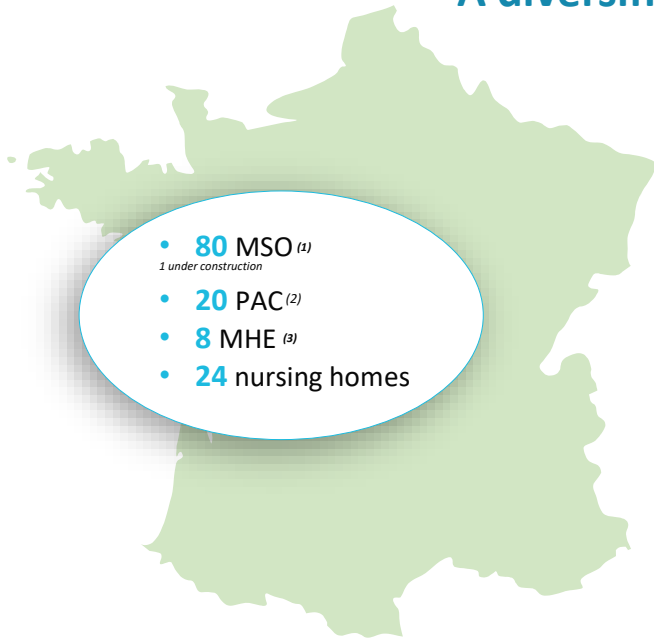 • 80 MSO (1)
1 under construction
• 20 PAC (2)
• 8 MHE (3)
• 24 nursing homes